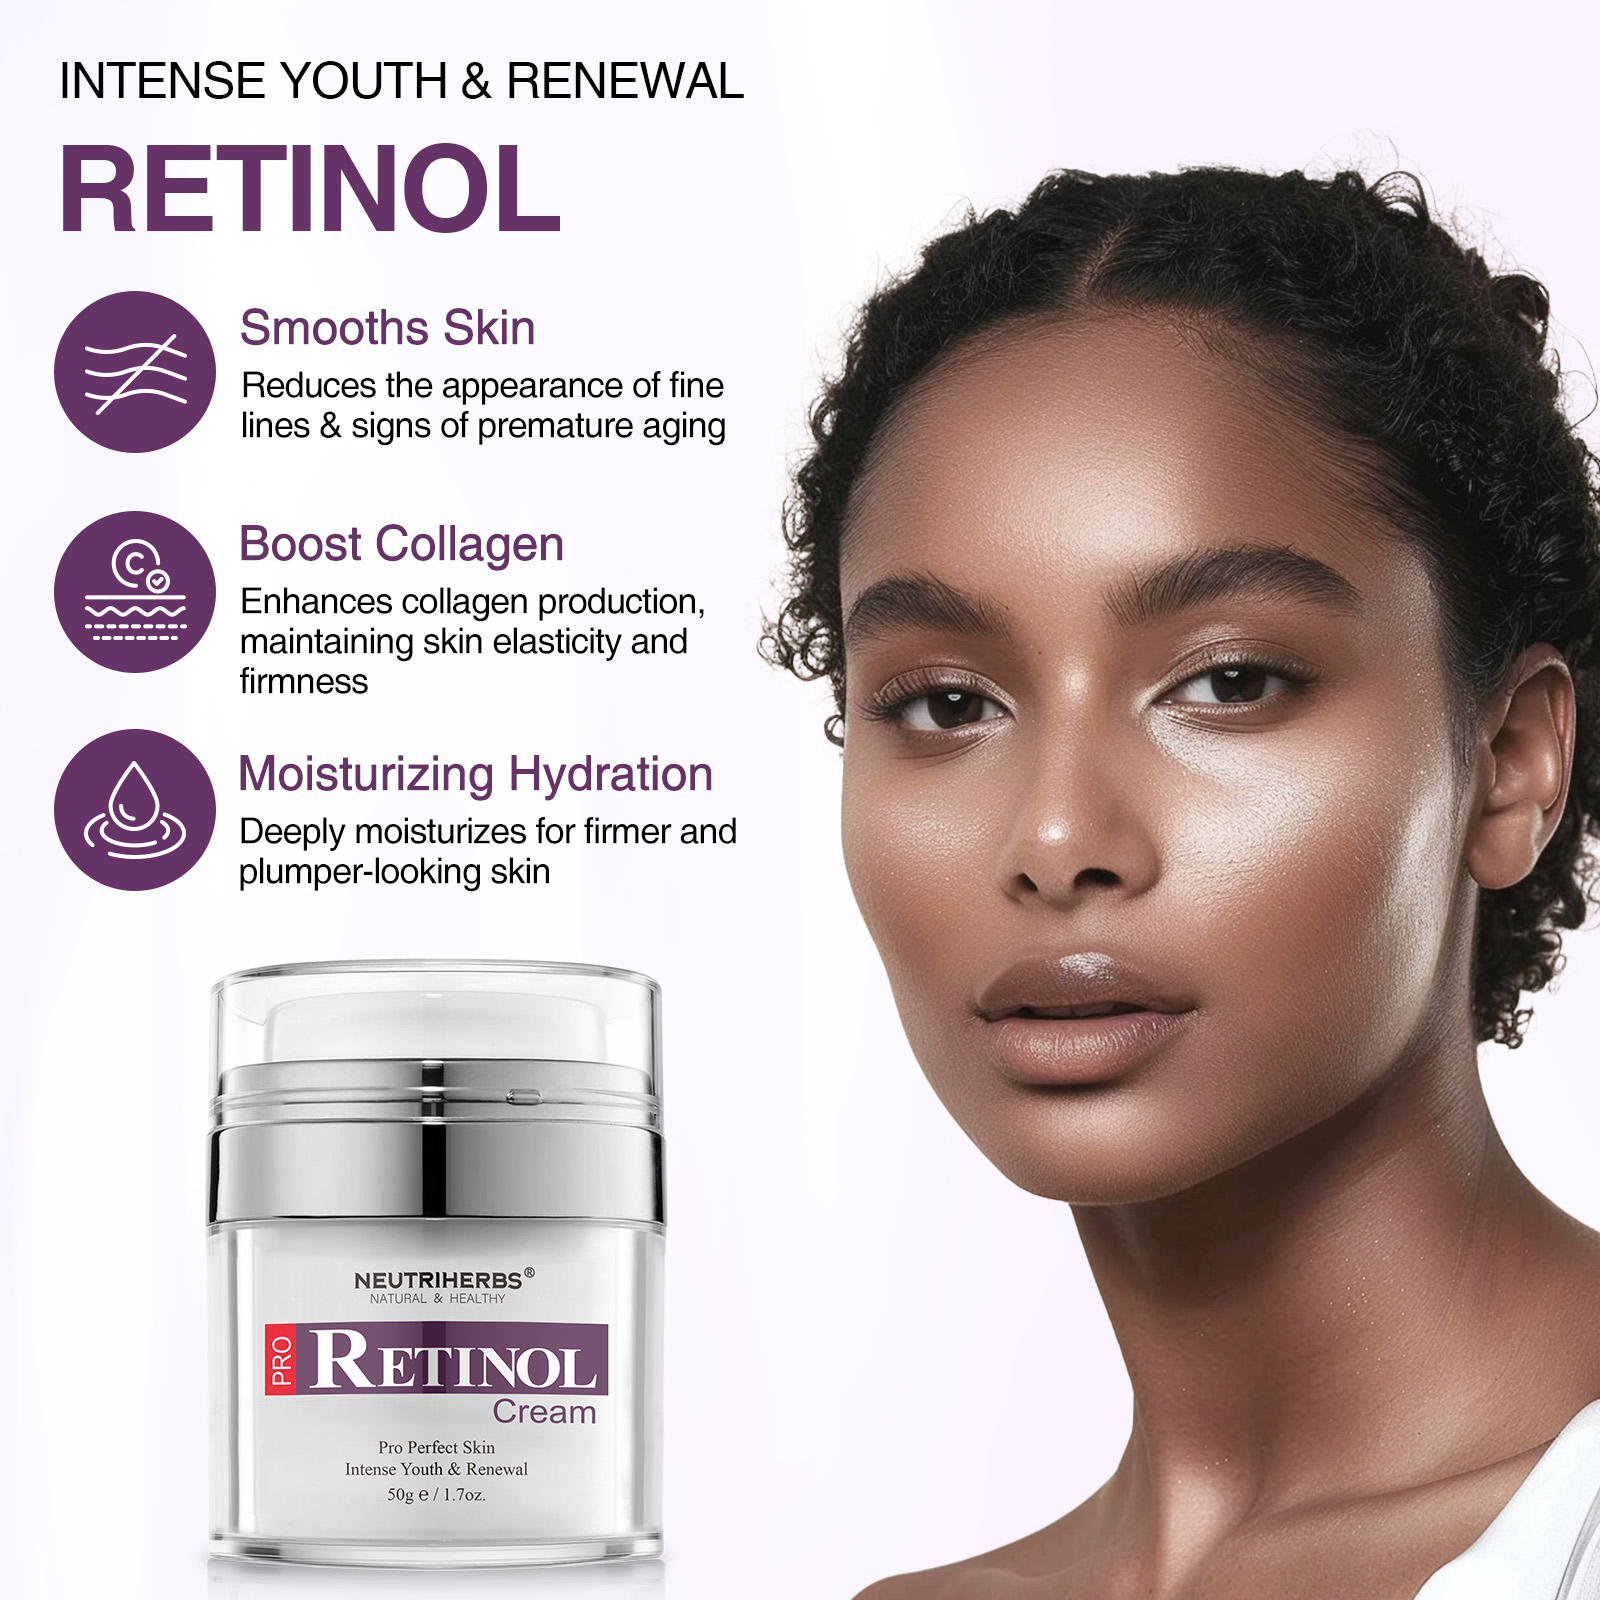 INTENSE YOUTH & RENEWAL
RETINOL
Smooths Skin
Reduces the appearance of fine
lines & signs of premature aging
C
Boost Collagen
Enhances collagen production,
maintaining skin elasticity and
firmness
Moisturizing Hydration
Deeply moisturizes for firmer and
plumper-looking skin
NEUTRIHERBS®
NATURAL & HEALTHY
PRO
RETINOL
Cream
Pro Perfect Skin
Intense Youth & Renewal
50g e / 1.7oz.